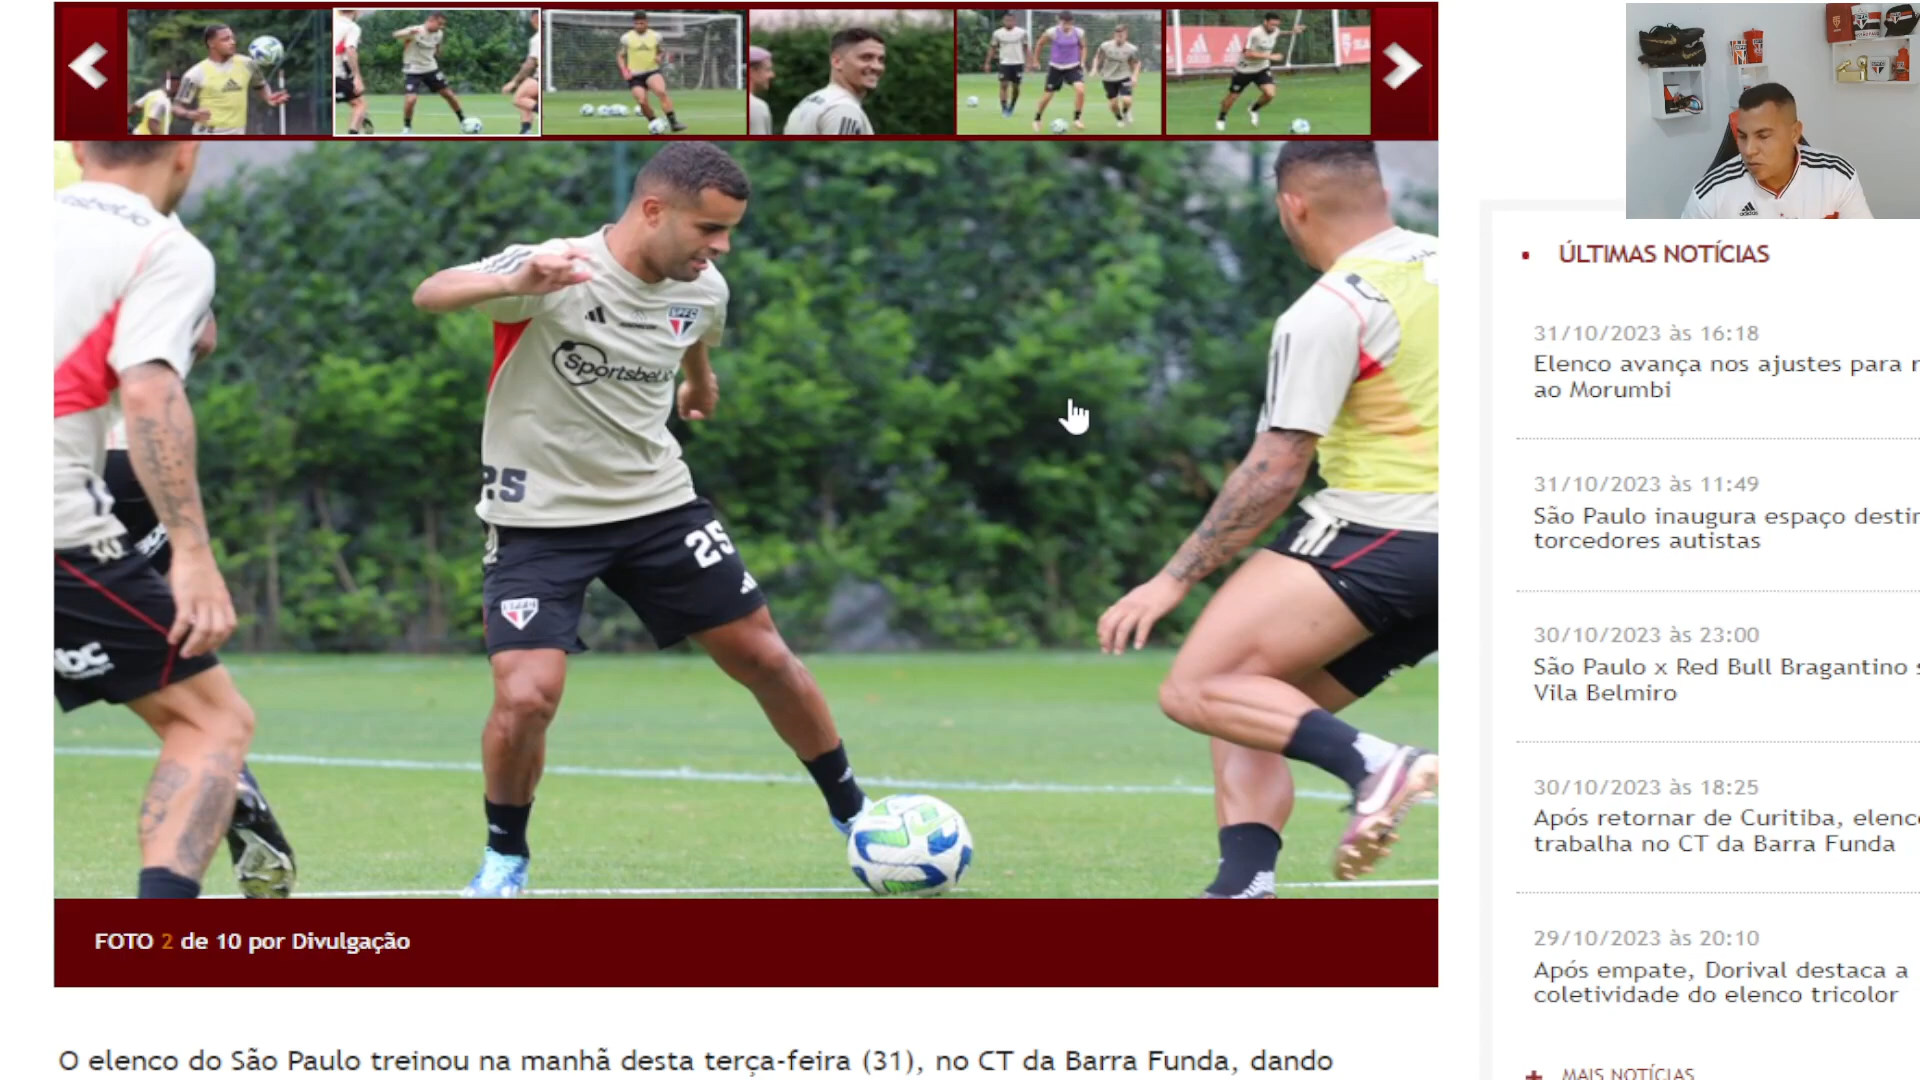 SPFC
Sportsbet.io
25
25
FOTO 2 de 10 por Divulgação
O elenco do São Paulo treinou na manhã desta terça-feira (31), no CT da Barra Funda, dando
adidas
ÚLTIMAS NOTÍCIAS
31/10/2023 às 16:18
Elenco avança nos ajustes para r
ao Morumbi
31/10/2023 às 11:49
São Paulo inaugura espaço destin
torcedores autistas
30/10/2023 às 23:00
São Paulo x Red Bull Bragantino s
Vila Belmiro
30/10/2023 às 18:25
Após retornar de Curitiba, elenco
trabalha no CT da Barra Funda
29/10/2023 às 20:10
Após empate, Dorival destaca a
coletividade do elenco tricolor
MAIS NOTÍCIAS